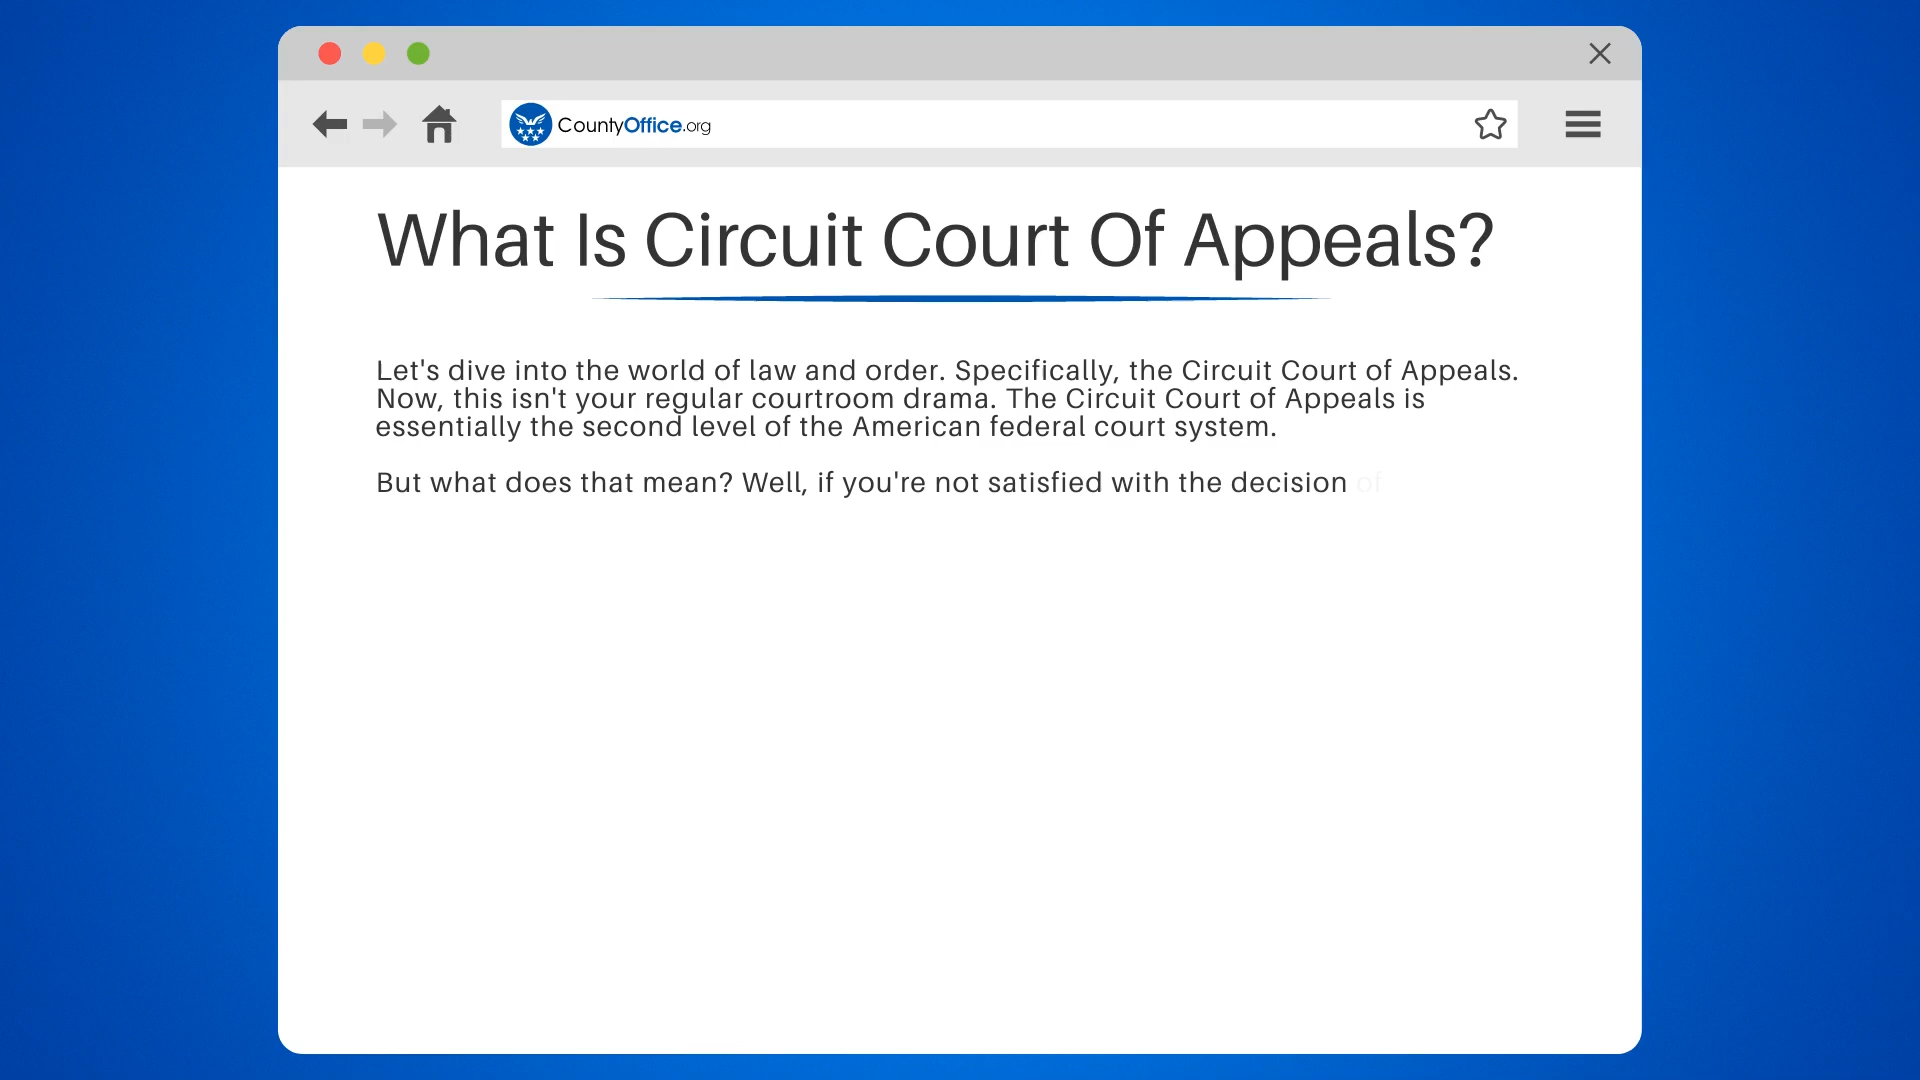 CountyOffice.org
What Is Circuit Court Of Appeals?
Let's dive into the world of law and order. Specifically, the Circuit Court of Appeals.
Now, this isn't your regular courtroom drama. The Circuit Court of Appeals is
essentially the second level of the American federal court system.
But what does that mean? Well, if you're not satisfied with the decision of